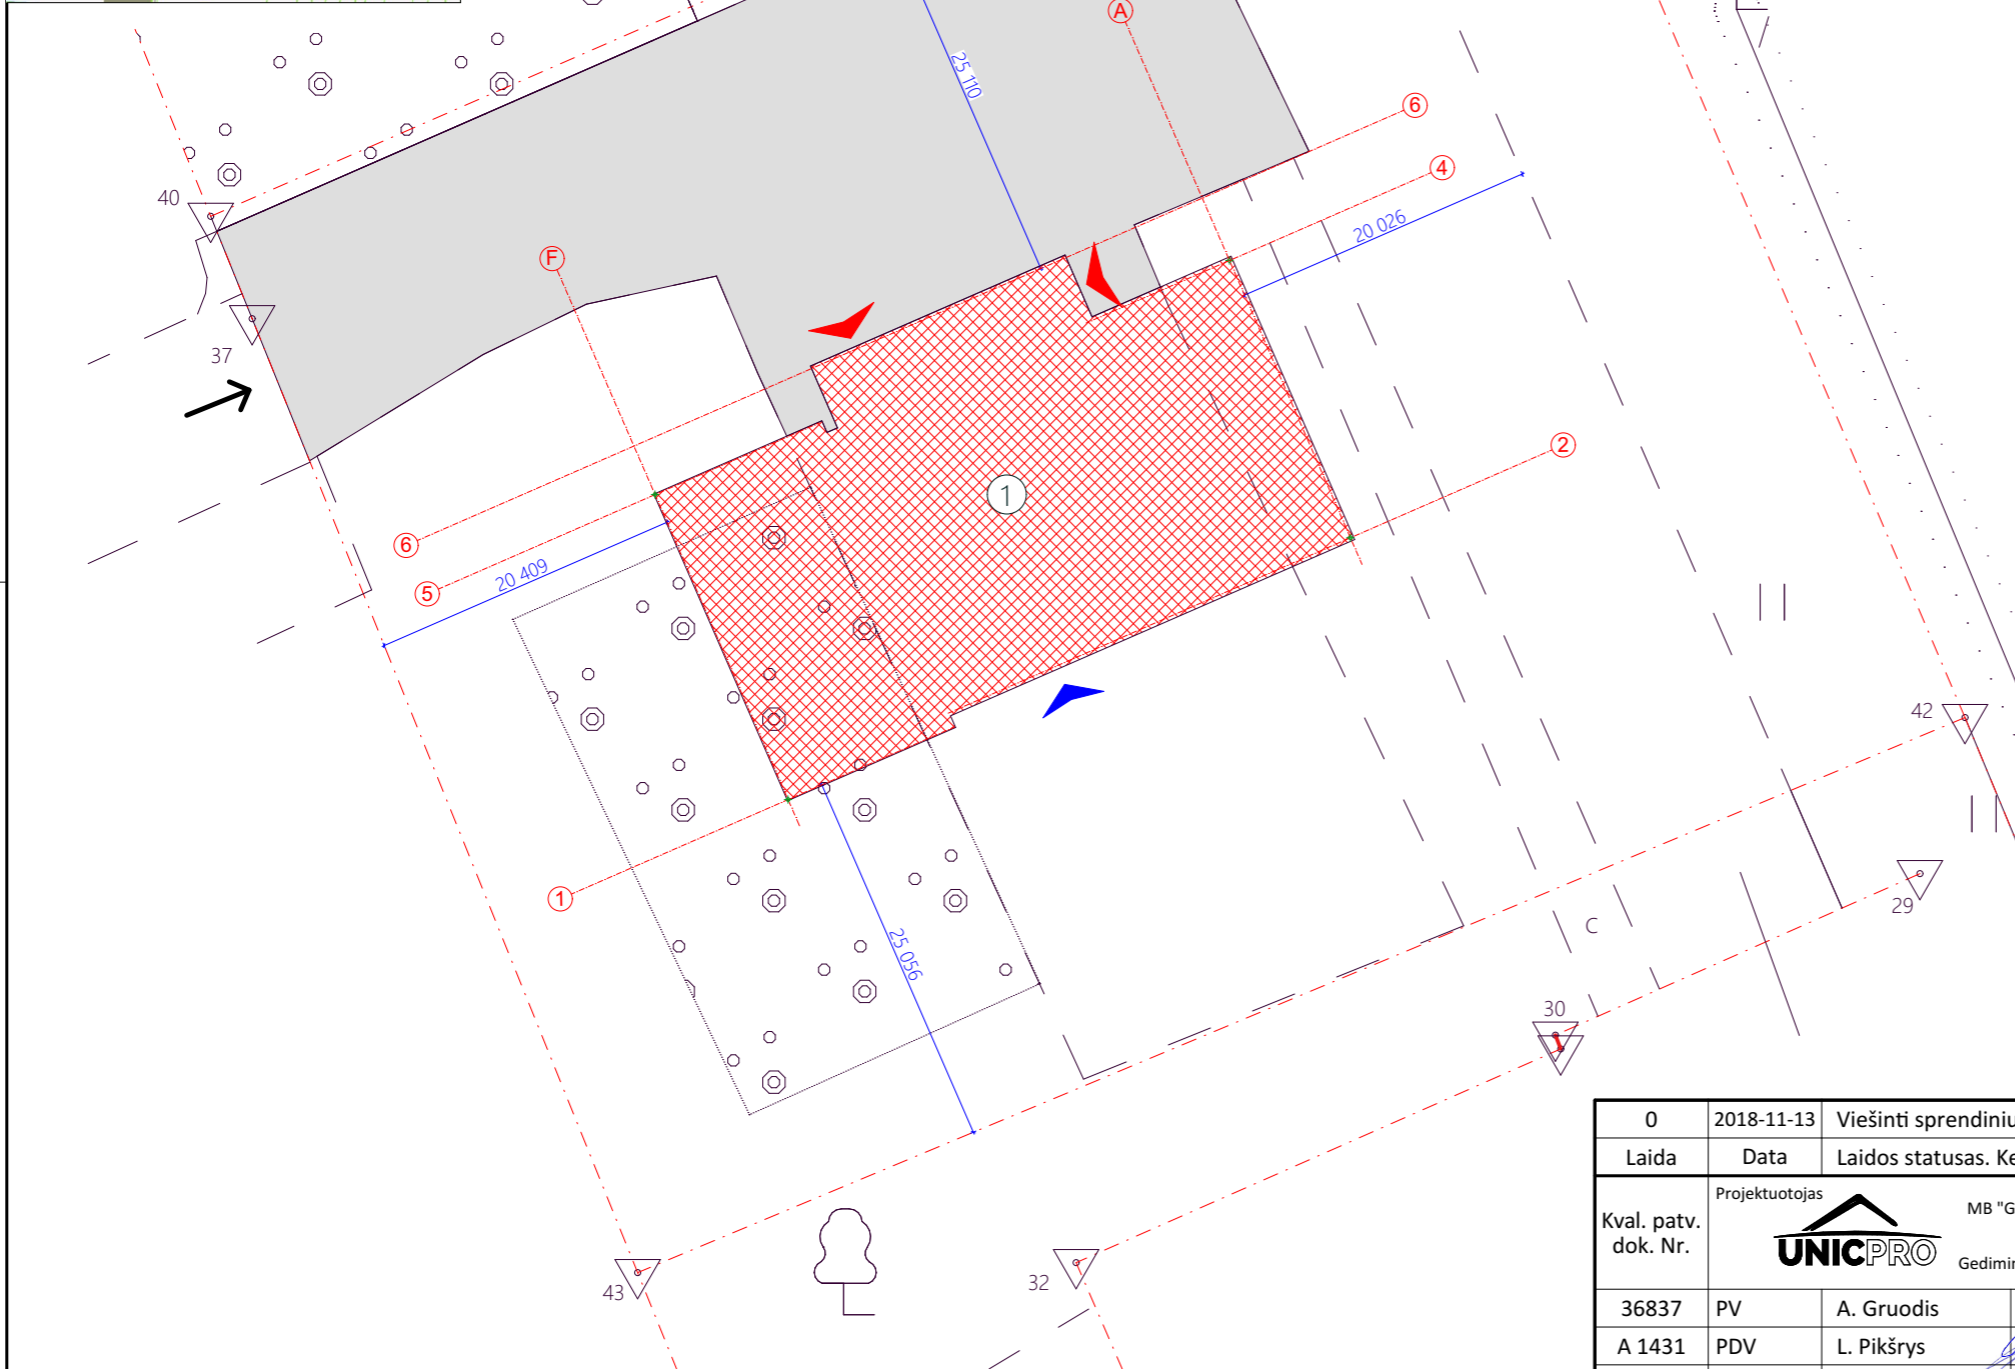 A
25 110
6
4
40
20 026
F
37
2
1
6
20 409
5
42
1
29
25 056
C
30
43
32
0 2018-11-13 Viešinti sprendiniu
Laida Data Laidos statusas. Ke
Projektuotojas
MB "G
Kval. patv.
dok. Nr.
UNICPRO
Gedimin
36837 PV A. Gruodis
A 1431 PDV L. Pikšrys